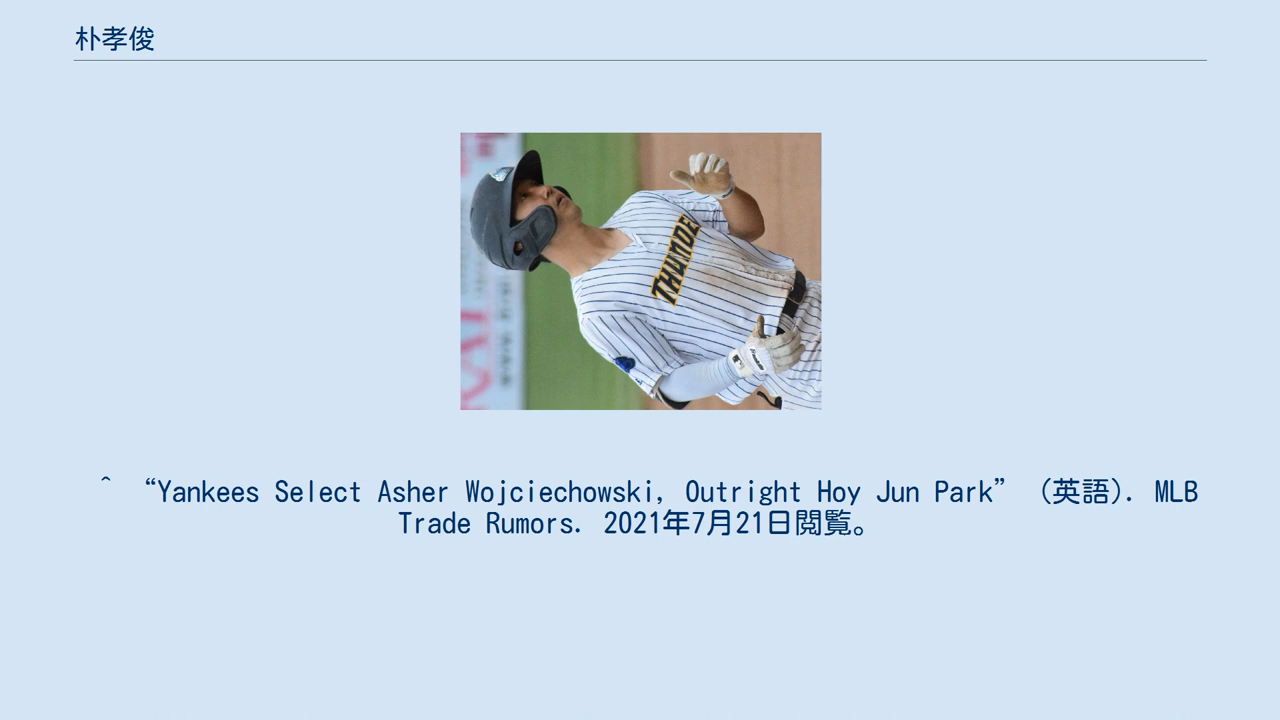 朴孝俊
THUNDE
^ “Yankees Select Asher Wojciechowski, Outright Hoy Jun Park” (英語). MLB
Trade Rumors. 2021年7月21日閲覧。